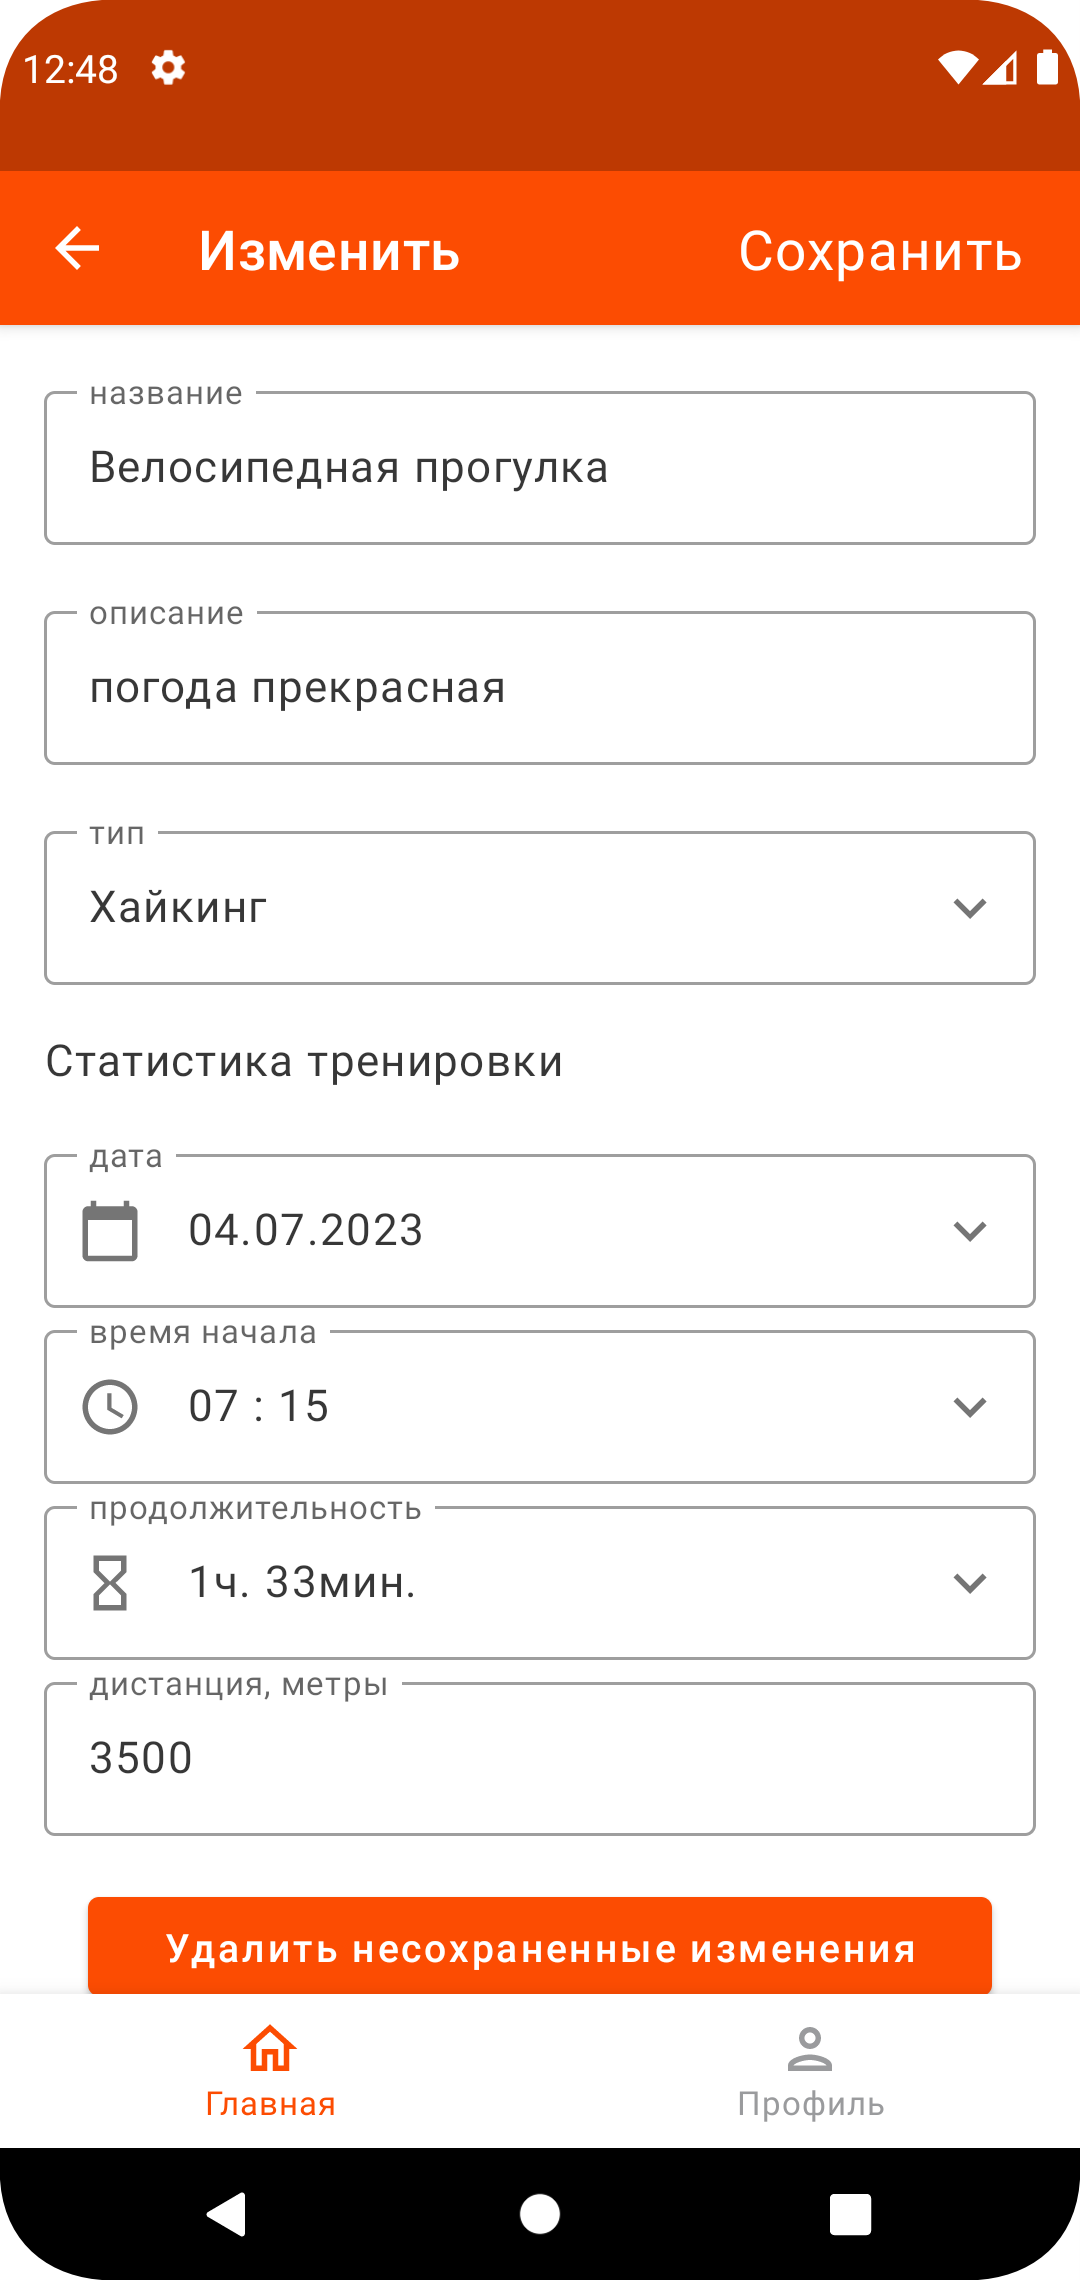 12:48
Изменить
Сохранить
название
Велосипедная прогулка
описание
погода прекрасная
тип
Хайкинг
Статистика тренировки
дата
04.07.2023
время начала
07 : 15
продолжительность
1ч. 33мин.
дистанция, метры
3500
Удалить несохраненные изменения
Главная
Профиль